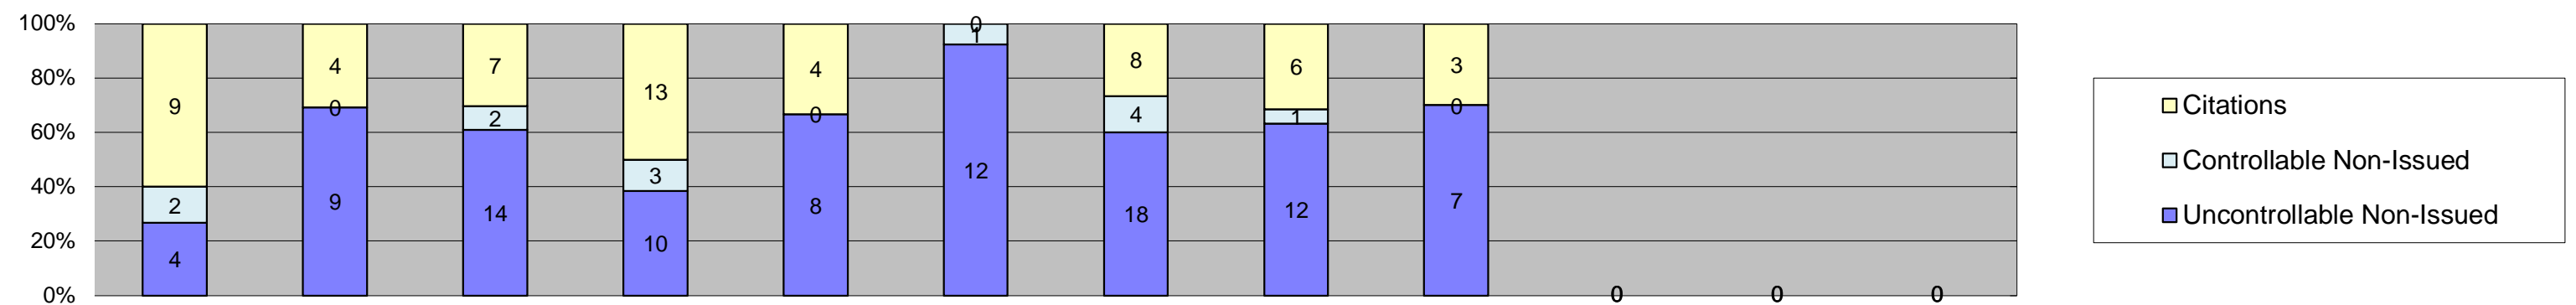 100%
80%
60%
40%
20%
0%
9 4 7 13 4 0 8 6 3
2 0 2 3 0 1 4 1 0
4 9 14 10 8 12 18 12 7 0 0 0
Citations
Controllable Non-Issued
Uncontrollable Non-Issued